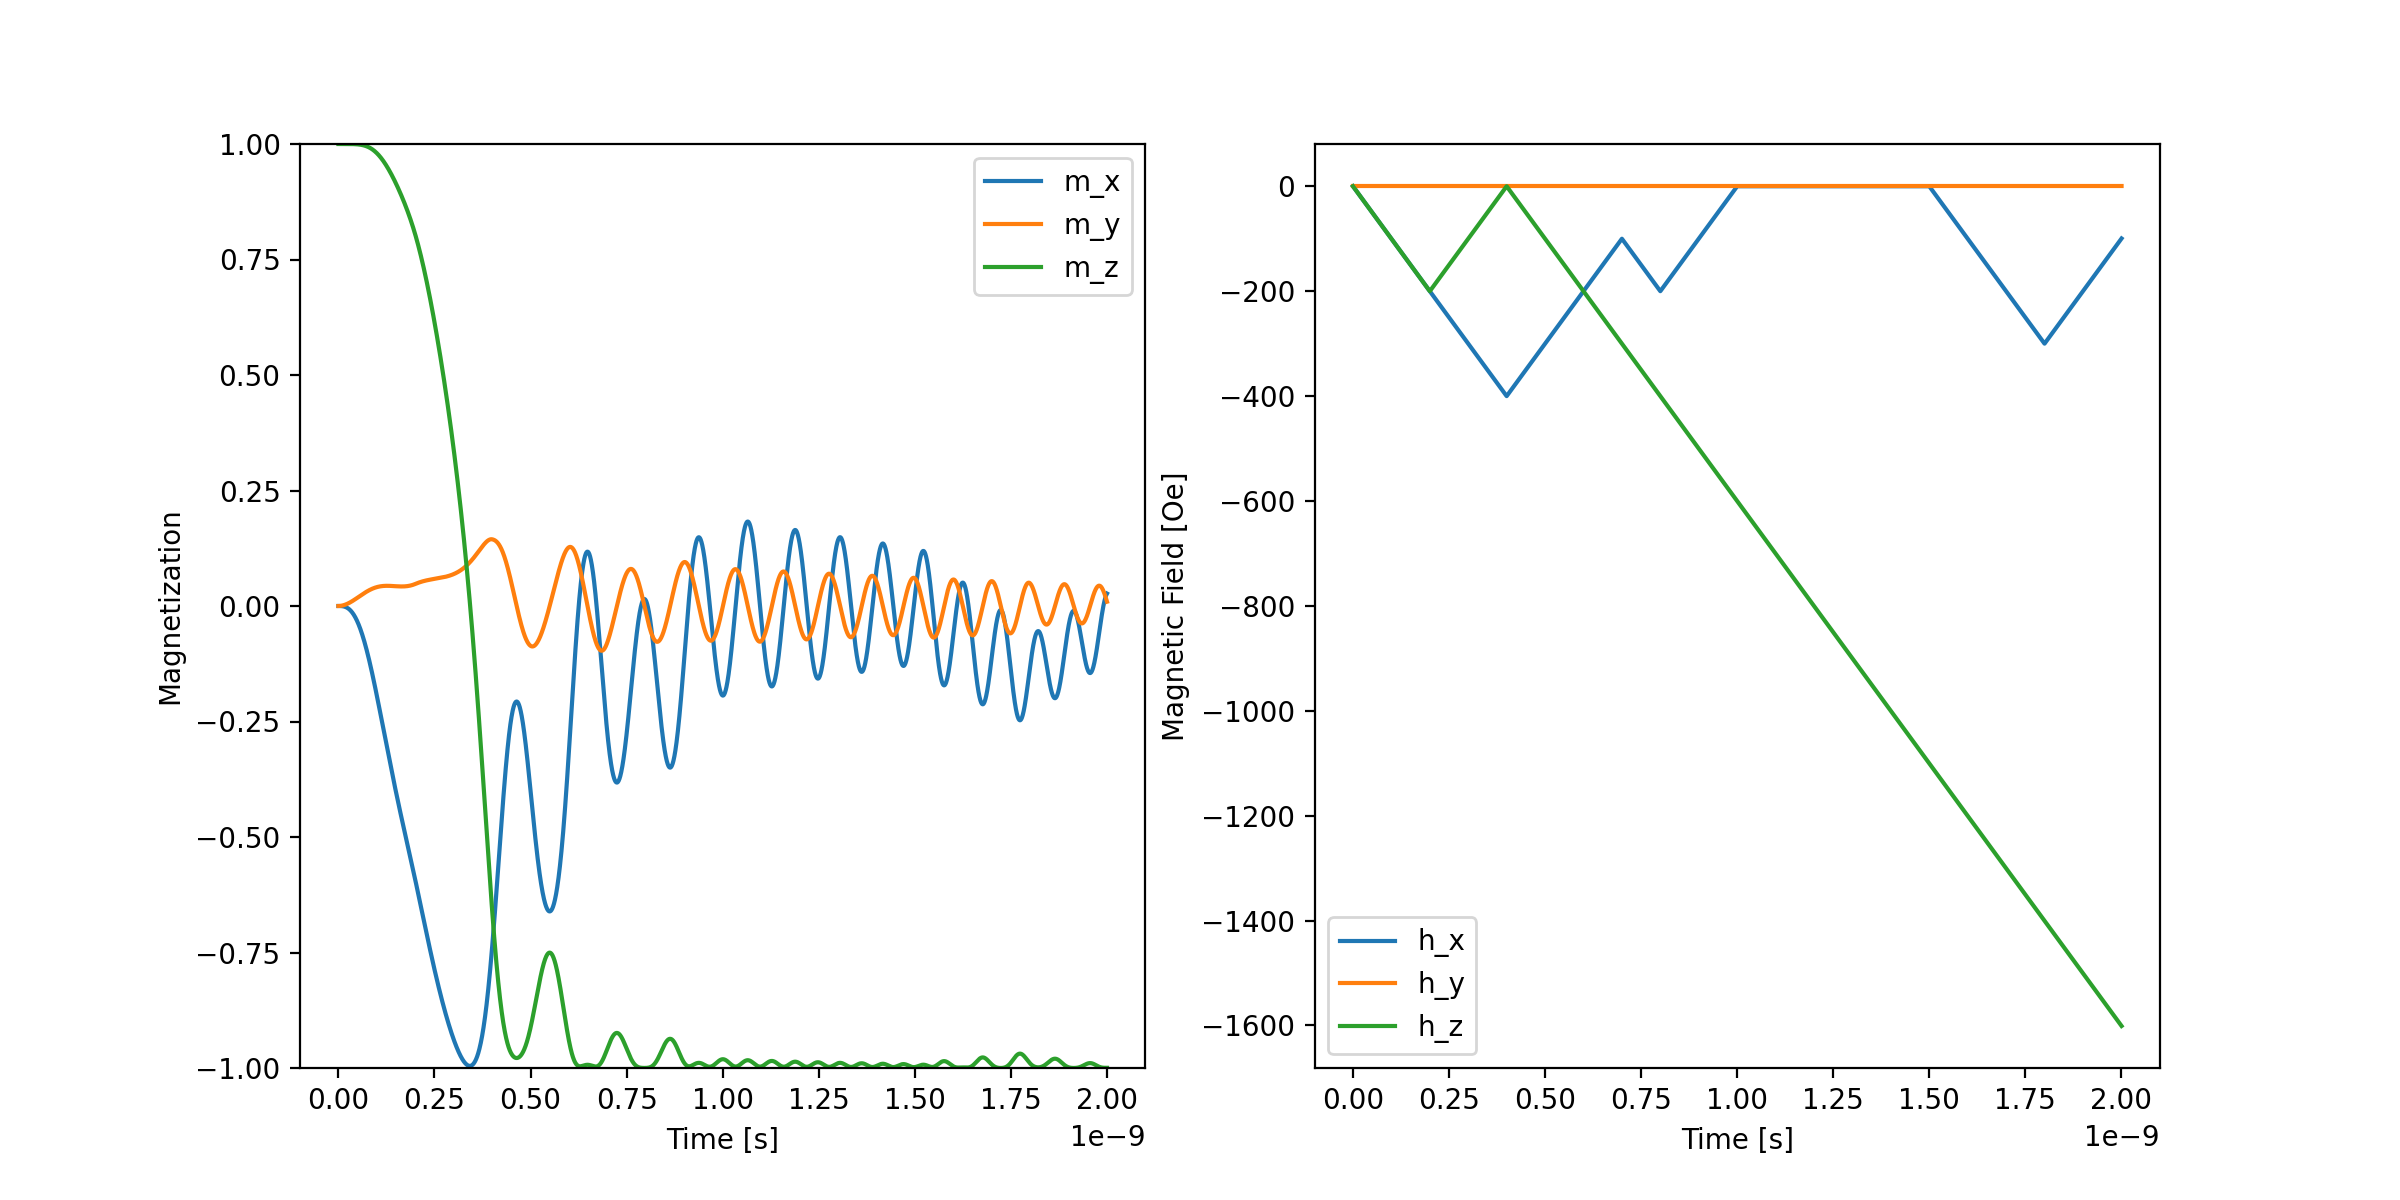 1.00
0.75
0.50
0.25
0.00
−0.25
−0.50
−0.75
−1.00
Magnetization
m_x
m_y
m_z
0.00 0.25 0.50 0.75 1.00 1.25 1.50 1.75 2.00
Time [s]
1e−9
0
−200
−400
−600
−800
−1000
−1200
−1400
−1600
Magnetic Field [Oe]
h_x
h_y
h_z
0.00 0.25 0.50 0.75 1.00 1.25 1.50 1.75 2.00
Time [s]
1e−9